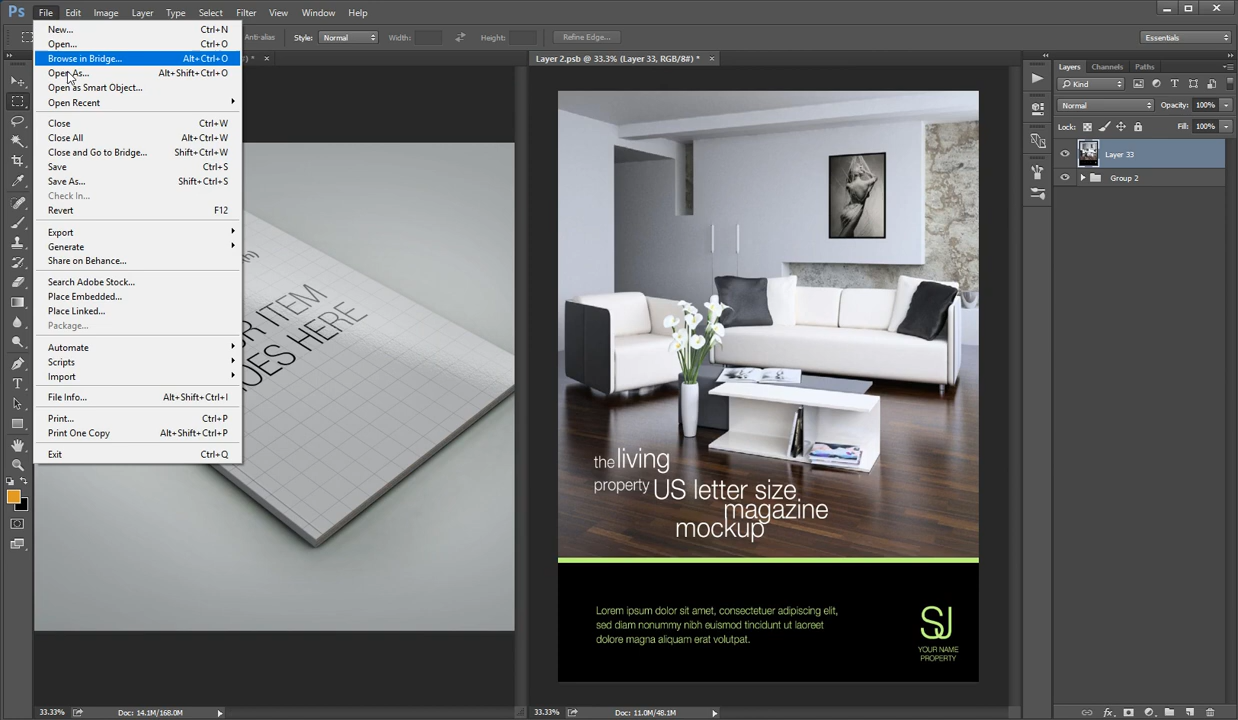 Ps File Edit Image Layer Type Select Filter View Window Help
Anti-alias Style: Normal Width: Height: Refine Edge... Essentials
New... Ctrl+N
Open... Ctrl+O
Browse in Bridge... Alt+Ctrl+O
Open As... Alt+Shift+Ctrl+O
Open as Smart Object...
Open Recent
Close Ctrl+W
Close All Alt+Ctrl+W
Close and Go to Bridge... Shift+Ctrl+W
Save Ctrl+S
Save As... Shift+Ctrl+S
Check In...
Revert F12
Export
Generate
Share on Behance...
Search Adobe Stock...
Place Embedded...
Place Linked...
Package...
Automate
Scripts
Import
File Info... Alt+Shift+Ctrl+I
Print... Ctrl+P
Print One Copy Alt+Shift+Ctrl+P
Exit Ctrl+Q
ITEM
OES HERE
33.33% Doc: 14.1M/168.0M
Layer 2.psb @ 33.3% (Layer 33, RGB/8#) *
the living
property US letter size
magazine
mockup
Lorem ipsum dolor sit amet, consectetuer adipiscing elit,
sed diam nonummy nibh euismod tincidunt ut laoreet
dolore magna aliquam erat volutpat.
SJ
YOUR NAME
PROPERTY
33.33% Doc: 11.0M/48.1M
Layers Channels Paths
Kind
Normal Opacity: 100%
Lock: Fill: 100%
Layer 33
Group 2
fx